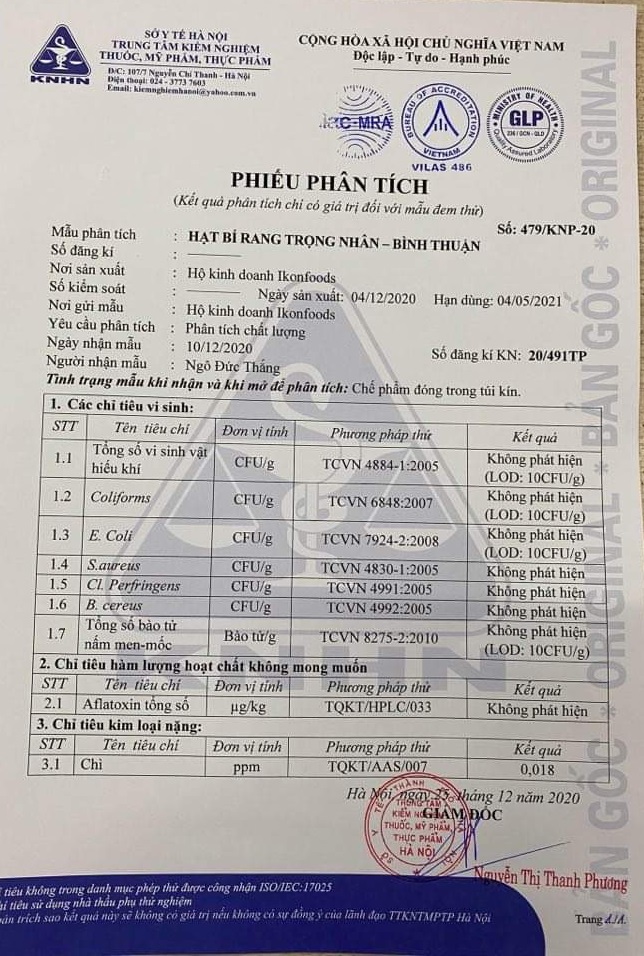 SỞ Y TẾ HÀ NỘI
TRUNG TÂM KIỂM NGHIỆM
THUỐC, MỸ PHẨM, THỰC PHẨM
Đ/C: 107/7 Nguyễn Chí Thanh - Hà Nội
Điện thoại: 024 - 3773 7603
Email: kiemnghiemhanoi@yahoo.com.vn
KNHN
CỘNG HÒA XÃ HỘI CHỦ NGHĨA VIỆT NAM
Độc lập - Tự do - Hạnh phúc
ilac-MRA
BUREAU OF ACCREDITATION
VIETNAM
VILAS 486
MINISTRY OF HEALTH
GLP
Quality Assured Laboratory
PHIẾU PHÂN TÍCH
(Kết quả phân tích chỉ có giá trị đối với mẫu đem thử)
Số: 479/KNP-20
Mẫu phân tích : HẠT BÍ RANG TRỌNG NHÂN – BÌNH THUẬN
Số đăng kí :
Nơi sản xuất : Hộ kinh doanh Ikonfoods
Số kiểm soát : Ngày sản xuất: 04/12/2020 Hạn dùng: 04/05/2021
Nơi gửi mẫu : Hộ kinh doanh Ikonfoods
Yêu cầu phân tích : Phân tích chất lượng
Ngày nhận mẫu : 10/12/2020 Số đăng kí KN: 20/491TP
Người nhận mẫu : Ngô Đức Thắng
Tình trạng mẫu khi nhận và khi mở để phân tích: Chế phẩm đóng trong túi kín.
1. Các chỉ tiêu vi sinh:
STT Tên tiêu chí Đơn vị tính Phương pháp thử Kết quả
1.1 Tổng số vi sinh vật hiếu khí CFU/g TCVN 4884-1:2005 Không phát hiện (LOD: 10CFU/g)
1.2 Coliforms CFU/g TCVN 6848:2007 Không phát hiện (LOD: 10CFU/g)
1.3 E. Coli CFU/g TCVN 7924-2:2008 Không phát hiện (LOD: 10CFU/g)
1.4 S.aureus CFU/g TCVN 4830-1:2005 Không phát hiện
1.5 Cl. Perfringens CFU/g TCVN 4991:2005 Không phát hiện
1.6 B. cereus CFU/g TCVN 4992:2005 Không phát hiện
1.7 Tổng số bào tử nấm men-mốc Bào tử/g TCVN 8275-2:2010 Không phát hiện (LOD: 10CFU/g)
2. Chỉ tiêu hàm lượng hoạt chất không mong muốn
STT Tên tiêu chí Đơn vị tính Phương pháp thử Kết quả
2.1 Aflatoxin tổng số µg/kg TQKT/HPLC/033 Không phát hiện
3. Chỉ tiêu kim loại nặng:
STT Tên tiêu chí Đơn vị tính Phương pháp thử Kết quả
3.1 Chì ppm TQKT/AAS/007 0,018
Hà Nội, ngày 25 tháng 12 năm 2020
GIÁM ĐỐC
TRUNG TÂM
KIỂM NGHIỆM
THUỐC, MỸ PHẨM,
THỰC PHẨM
HÀ NỘI
Nguyễn Thị Thanh Phương
tiêu không trong danh mục phép thử được công nhận ISO/IEC:17025
hỉ tiêu sử dụng nhà thầu phụ thử nghiệm
bản trích sao kết quả này sẽ không có giá trị nếu không có sự đồng ý của lãnh đạo TTKNTMPTP Hà Nội
Trang 1/1.
KNHN
BẢN GỐC * ORIGINAL * BẢN GỐC * ORIGINAL